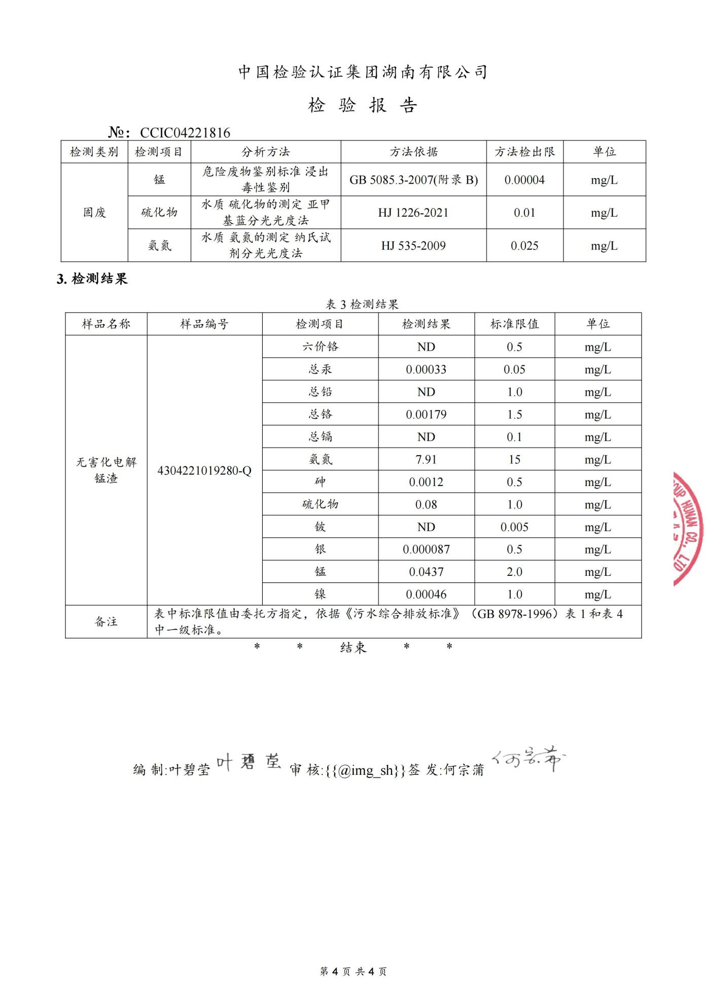 中国检验认证集团湖南有限公司
检 验 报 告
№：CCIC04221816
检测类别 检测项目 分析方法 方法依据 方法检出限 单位
固废
锰 危险废物鉴别标准 浸出
毒性鉴别 GB 5085.3-2007(附录 B) 0.00004 mg/L
硫化物 水质 硫化物的测定 亚甲
基蓝分光光度法 HJ 1226-2021 0.01 mg/L
氨氮 水质 氨氮的测定 纳氏试
剂分光光度法 HJ 535-2009 0.025 mg/L
3. 检测结果
表 3 检测结果
样品名称 样品编号 检测项目 检测结果 标准限值 单位
无害化电解
锰渣
4304221019280-Q
六价铬 ND 0.5 mg/L
总汞 0.00033 0.05 mg/L
总铅 ND 1.0 mg/L
总铬 0.00179 1.5 mg/L
总镉 ND 0.1 mg/L
氨氮 7.91 15 mg/L
砷 0.0012 0.5 mg/L
硫化物 0.08 1.0 mg/L
铍 ND 0.005 mg/L
银 0.000087 0.5 mg/L
锰 0.0437 2.0 mg/L
镍 0.00046 1.0 mg/L
备注 表中标准限值由委托方指定，依据《污水综合排放标准》（GB 8978-1996）表 1 和表 4
中一级标准。
* * 结束 * *
编 制:叶碧莹 叶碧莹 审 核:{{@img_sh}}签 发:何宗蒲 何宗蒲
第 4 页 共 4 页
OUP HUNAN CO., LTD